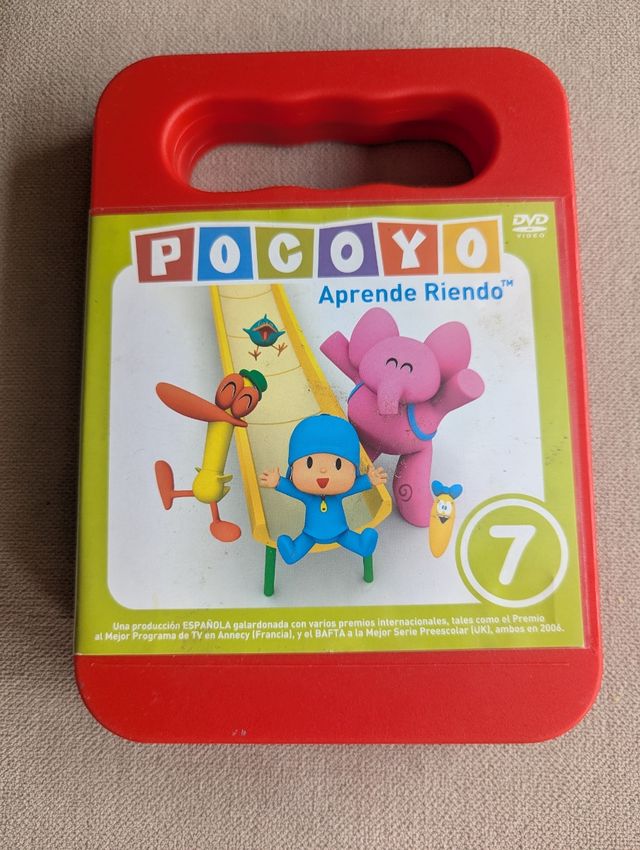 POCOYO
DVD
VIDEO
Aprende Riendo™
7
Una producción ESPAÑOLA galardonada con varios premios internacionales, tales como el Premio
al Mejor Programa de TV en Annecy (Francia), y el BAFTA a la Mejor Serie Preescolar (UK), ambos en 2006.